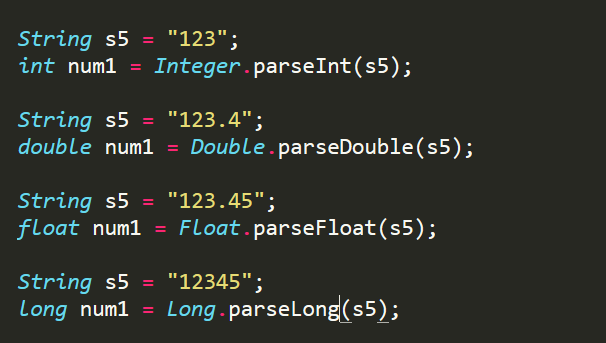 String s5 = "123";
int num1 = Integer.parseInt(s5);
String s5 = "123.4";
double num1 = Double.parseDouble(s5);
String s5 = "123.45";
float num1 = Float.parseFloat(s5);
String s5 = "12345";
long num1 = Long.parseLong(s5);